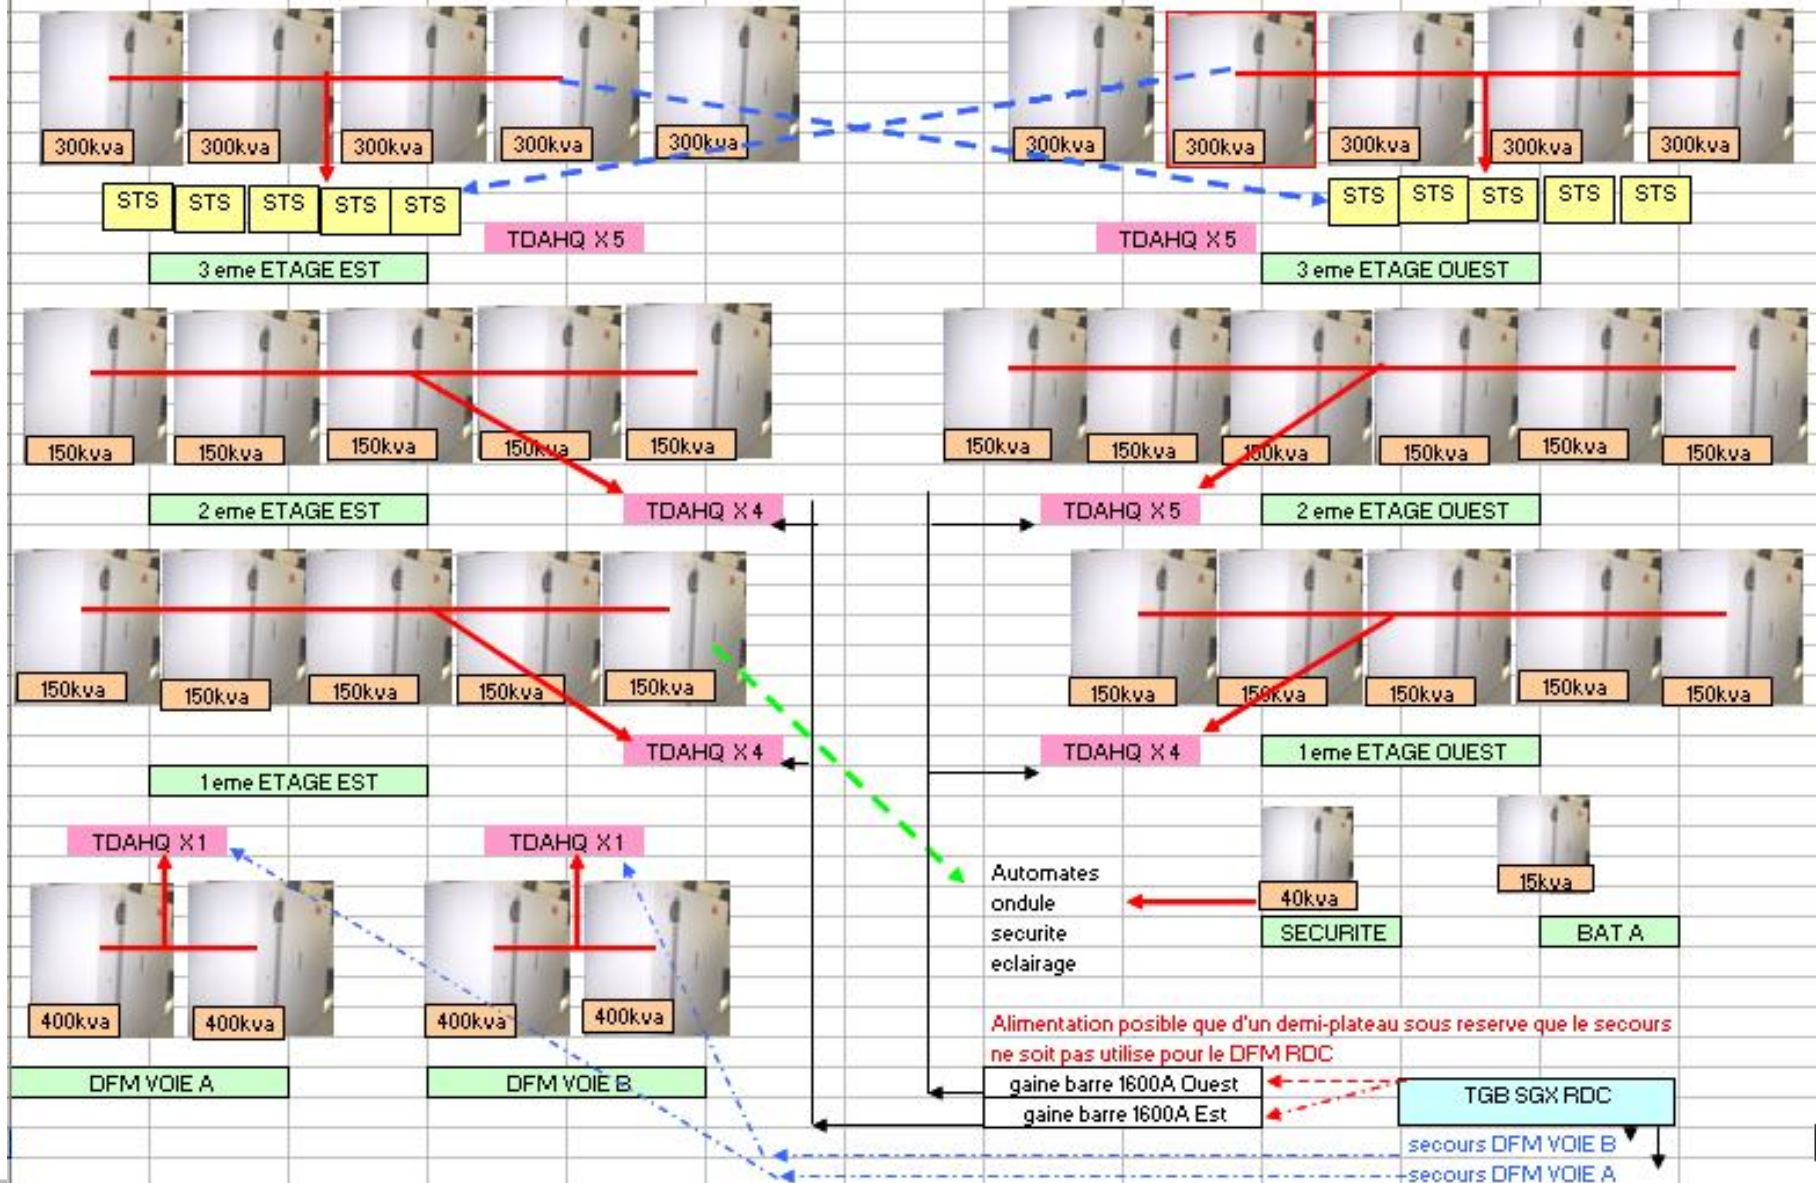 300kva 300kva 300kva 300kva 300kva 300kva 300kva 300kva 300kva 300kva
STS STS STS STS STS STS STS STS STS STS
TDAHQ X 5 TDAHQ X 5
3 eme ETAGE EST 3 eme ETAGE OUEST
150kva 150kva 150kva 150kva 150kva 150kva 150kva 150kva 150kva 150kva 150kva
TDAHQ X 4 TDAHQ X 5
2 eme ETAGE EST 2 eme ETAGE OUEST
150kva 150kva 150kva 150kva 150kva 150kva 150kva 150kva 150kva 150kva
TDAHQ X 4 TDAHQ X 4
1 eme ETAGE EST 1 eme ETAGE OUEST
TDAHQ X 1 TDAHQ X 1
400kva 400kva 400kva 400kva
DFM VOIE A DFM VOIE B
Automates
ondule
securite
eclairage
40kva 15kva
SECURITE BAT A
Alimentation posible que d'un demi-plateau sous reserve que le secours
ne soit pas utilise pour le DFM RDC
gaine barre 1600A Ouest
gaine barre 1600A Est
TGB SGX RDC
secours DFM VOIE B
secours DFM VOIE A